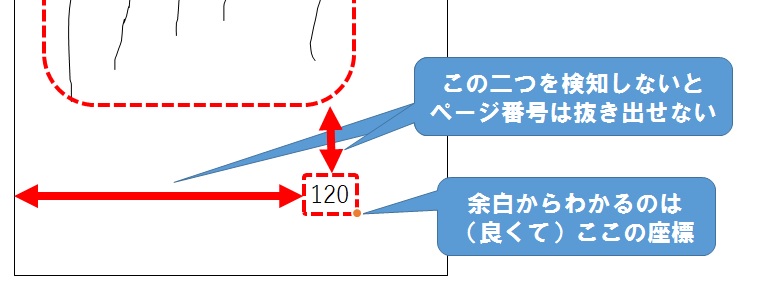 この二つを検知しないと
ページ番号は抜き出せない
120
余白からわかるのは
（良くて）ここの座標